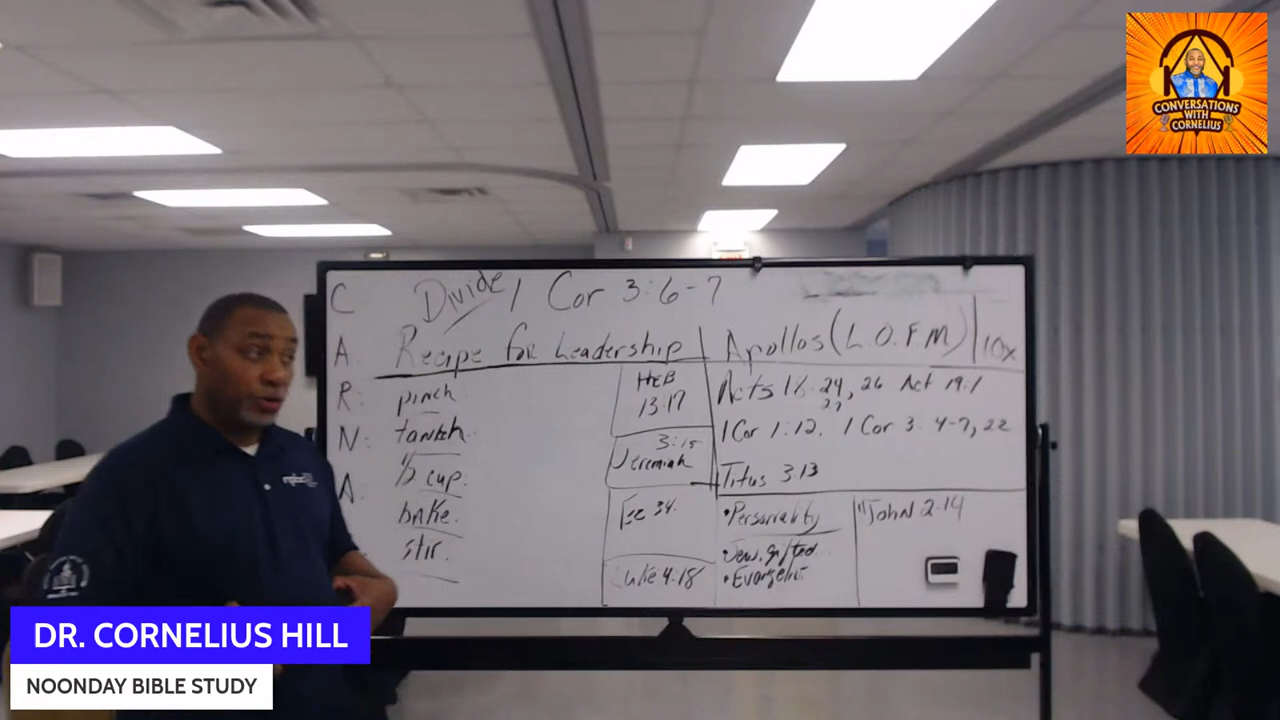 CONVERSATIONS
WITH
CORNELIUS
C Divide / 1 Cor 3:6-7
A. Recipe for Leadership
Apollos (L.O.F.M) 10x
R: pinch
N:
1/2 cup.
A.
bake.
stir.
HEB
13:17
3:15
Jeremiah
34.
Luke 4:18
Acts 18:24, 26 Act 19:1
27
1 Cor 1:12. 1 Cor 3. 4-7, 22
Titus 3:13
• Personality
• Jew. gifted.
• Evangelist
John 2:14
DR. CORNELIUS HILL
NOONDAY BIBLE STUDY